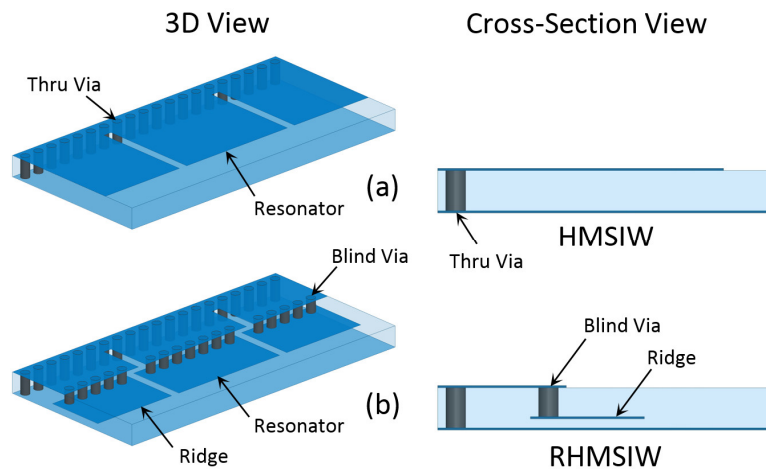 3D View
Cross-Section View
Thru Via
(a)
Resonator
HMSIW
Thru Via
Blind Via
Blind Via
Ridge
(b)
Resonator
Ridge
RHMSIW